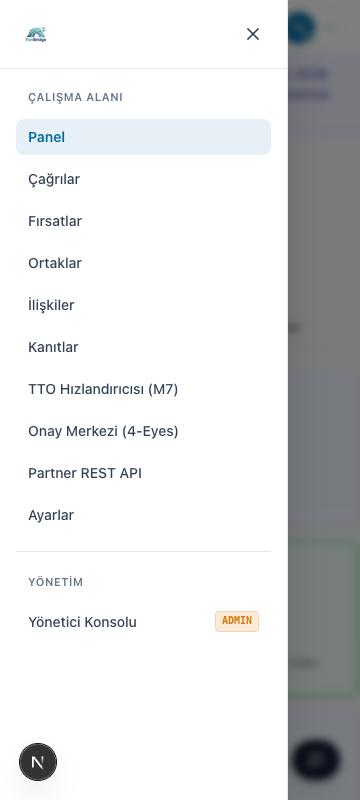 ÇALIŞMA ALANI
Panel
Çağrılar
Fırsatlar
Ortaklar
İlişkiler
Kanıtlar
TTO Hızlandırıcısı (M7)
Onay Merkezi (4-Eyes)
Partner REST API
Ayarlar
YÖNETİM
Yönetici Konsolu ADMIN
N